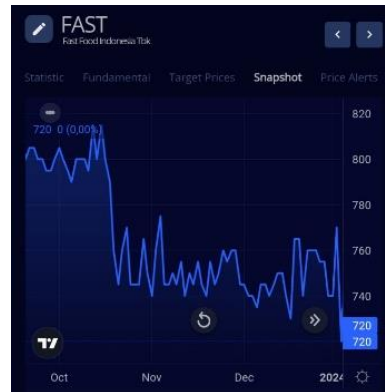 FAST
Fast Food Indonesia Tbk
Statistic Fundamental Target Prices Snapshot Price Alerts
720 0 (0,00%)
820
800
780
760
740
720
720
Oct Nov Dec 2024